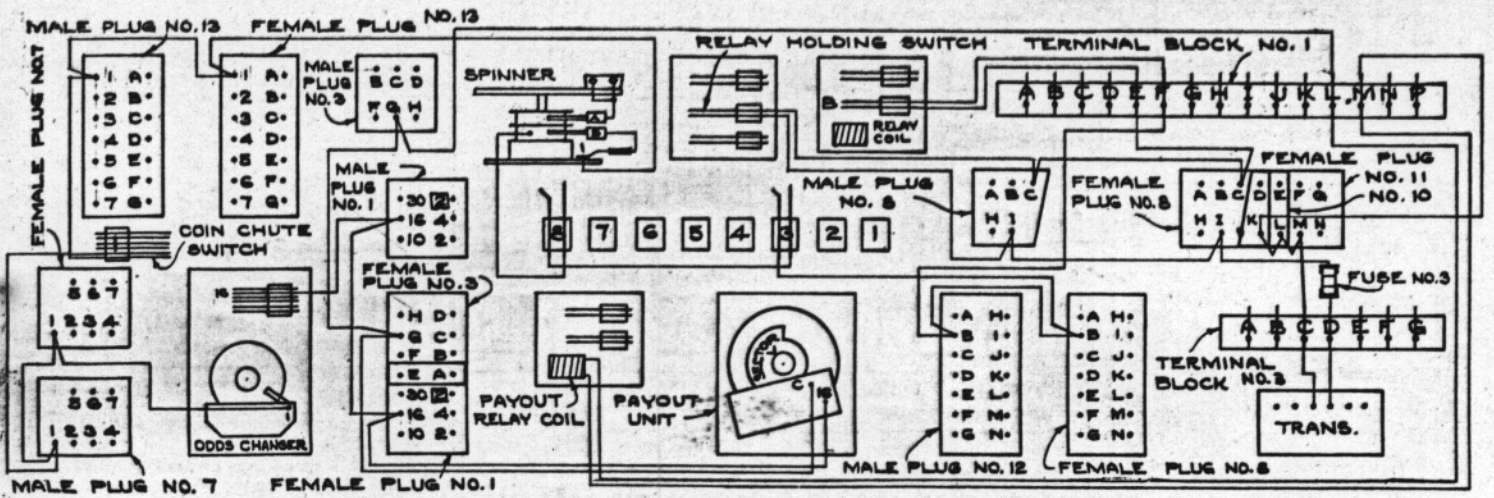 NO. 13
MALE PLUG NO. 13
FEMALE PLUG
FEMALE PLUG NO. 7
1 A
2 B
3 C
4 D
5 E
6 F
7 G
1 A
2 B
3 C
4 D
5 E
6 F
7 G
MALE
PLUG
NO. 3
B C D
F G H
SPINNER
A
B
RELAY HOLDING SWITCH
B
RELAY
COIL
TERMINAL BLOCK NO. 1
A B C D E F G H I J K L M N P
MALE
PLUG
NO. 1
30 2
16 4
10 2
COIN CHUTE
SWITCH
8 7 6 5 4 3 2 1
MALE PLUG
NO. 8
A B C
H I
FEMALE
PLUG NO. 8
A B C D E F G
H I K L M N
FEMALE PLUG
NO. 11
NO. 10
5 6 7
1 2 3 4
16
ODDS CHANGER
5 6 7
1 2 3 4
MALE PLUG NO. 7
FEMALE
PLUG NO. 3
H D
G C
F B
E A
30 2
16 4
10 2
FEMALE PLUG NO. 1
PAYOUT
RELAY COIL
PAYOUT
UNIT
SECTOR
C 16
A H
B I
C J
D K
E L
F M
G N
MALE PLUG NO. 12
A H
B I
C J
D K
E L
F M
G N
FEMALE PLUG NO. 6
FUSE NO. 3
A B C D E F G
TERMINAL
BLOCK NO. 3
TRANS.